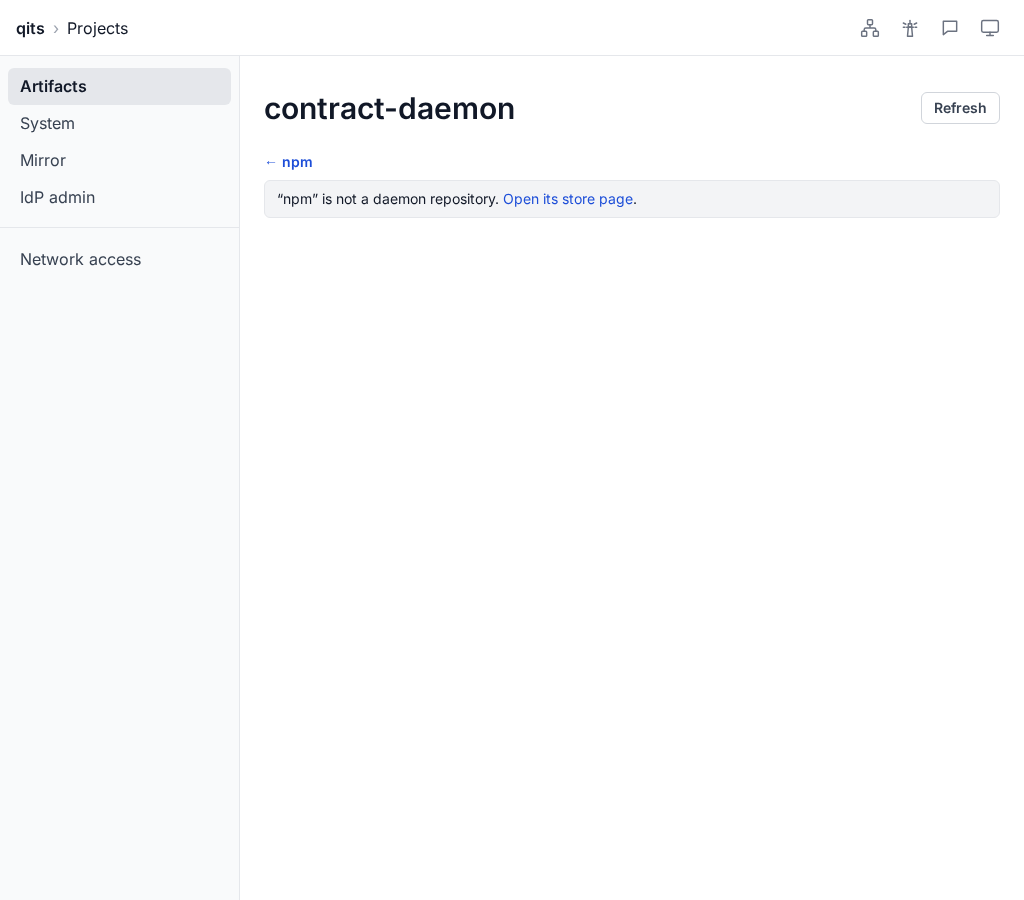 qits › Projects
Artifacts
System
Mirror
IdP admin
Network access
contract-daemon
Refresh
← npm
“npm” is not a daemon repository. Open its store page.